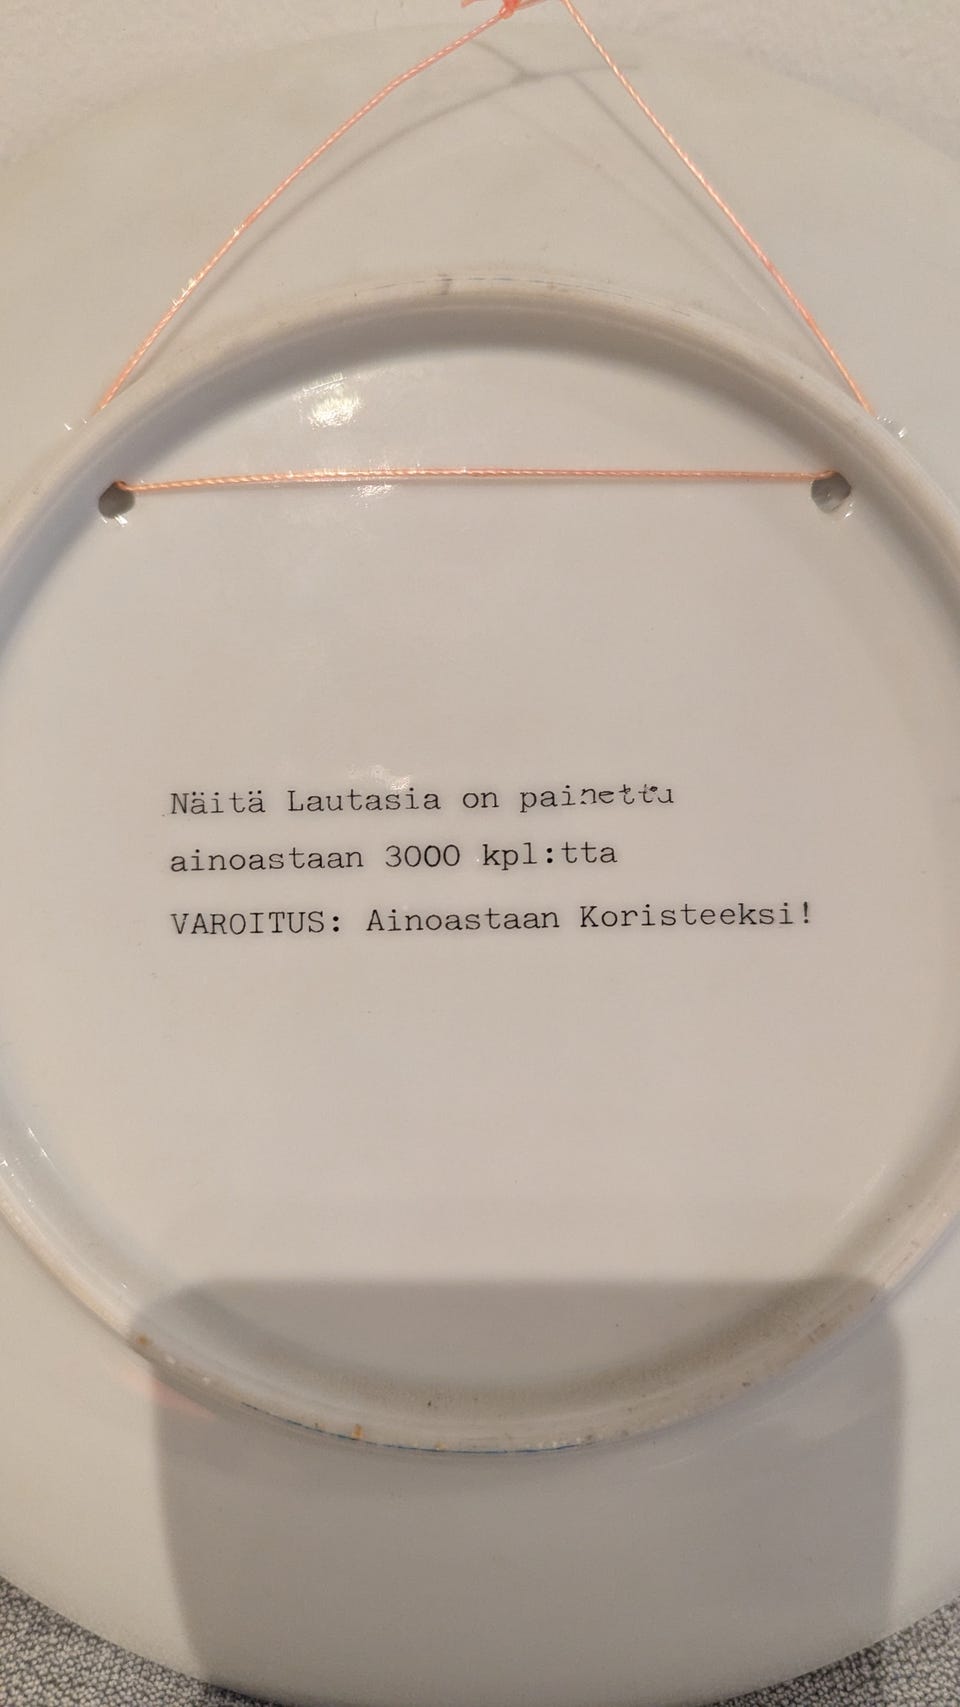 Näitä Lautasia on painettu
ainoastaan 3000 kpl:tta
VAROITUS: Ainoastaan Koristeeksi!